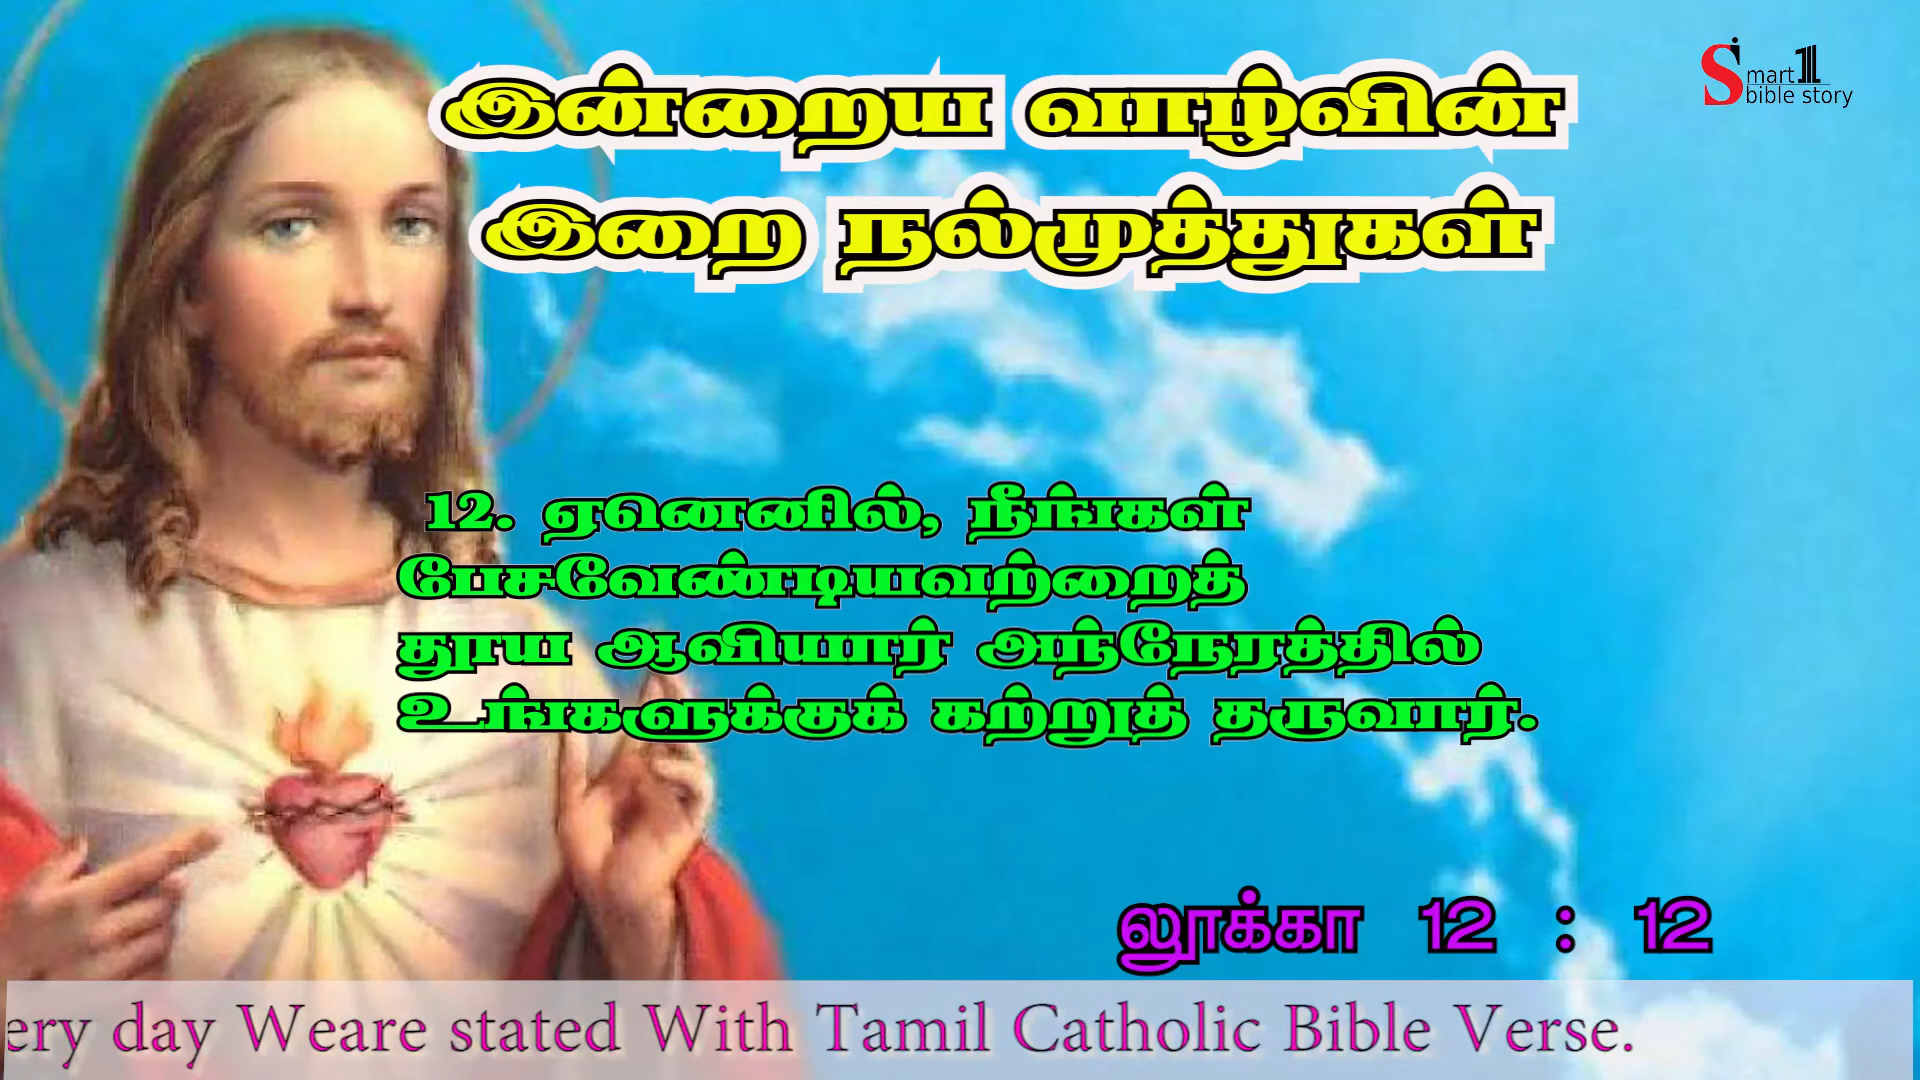 இன்றைய வாழ்வின்
இறை நல்முத்துகள்
Smart1
bible story
12. ஏனெனில், நீங்கள்
பேசவேண்டியவற்றைத்
தூய ஆவியார் அந்நேரத்தில்
உங்களுக்குக் கற்றுத் தருவார்.
லூக்கா 12 : 12
ery day Weare stated With Tamil Catholic Bible Verse.